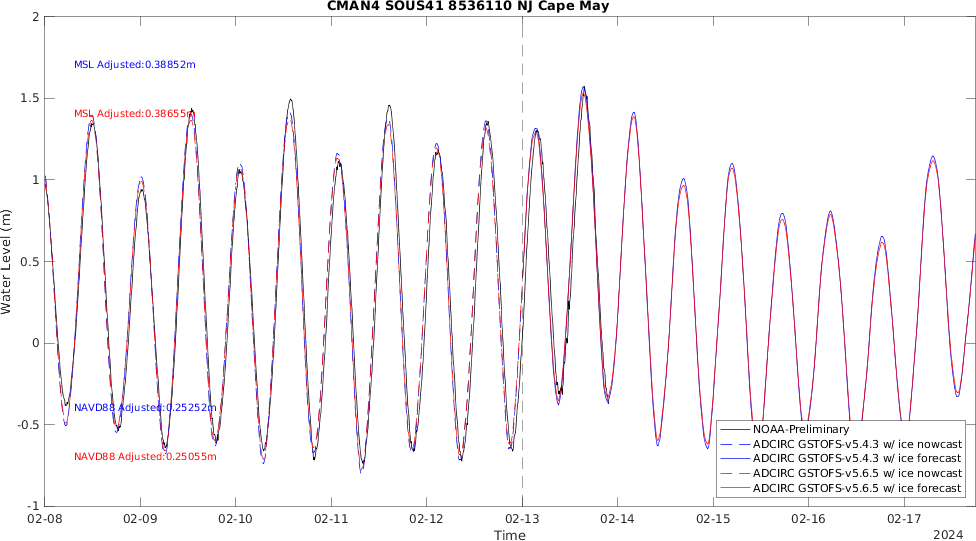 CMAN4 SOUS41 8536110 NJ Cape May
2
1.5
1
0.5
0
-0.5
-1
Water Level (m)
MSL Adjusted:0.38852m
MSL Adjusted:0.38655m
NAVD88 Adjusted:0.25252m
NAVD88 Adjusted:0.25055m
NOAA-Preliminary
ADCIRC GSTOFS-v5.4.3 w/ ice nowcast
ADCIRC GSTOFS-v5.4.3 w/ ice forecast
ADCIRC GSTOFS-v5.6.5 w/ ice nowcast
ADCIRC GSTOFS-v5.6.5 w/ ice forecast
02-08 02-09 02-10 02-11 02-12 02-13 02-14 02-15 02-16 02-17
Time
2024